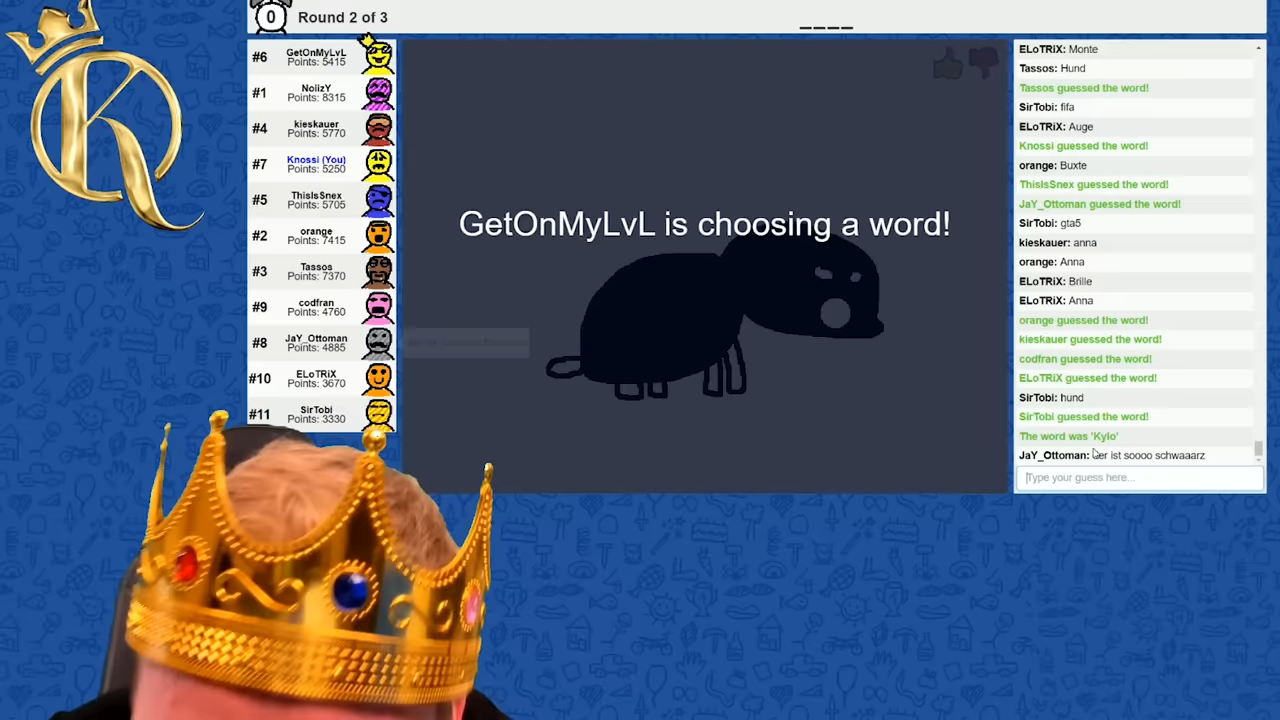 K
0
Round 2 of 3
____
#6
GetOnMyLvL
Points: 5415
#1
NolizY
Points: 8315
#4
kieskauer
Points: 5770
#7
Knossi (You)
Points: 5250
#5
ThisIsSnex
Points: 5705
#2
orange
Points: 7415
#3
Tassos
Points: 7370
#9
codfran
Points: 4760
#8
JaY_Ottoman
Points: 4885
#10
ELoTRiX
Points: 3670
#11
SirTobi
Points: 3330
GetOnMyLvL is choosing a word!
ELoTRiX: Monte
Tassos: Hund
Tassos guessed the word!
SirTobi: fifa
ELoTRiX: Auge
Knossi guessed the word!
orange: Buxte
ThisIsSnex guessed the word!
JaY_Ottoman guessed the word!
SirTobi: gta5
kieskauer: anna
orange: Anna
ELoTRiX: Brille
ELoTRiX: Anna
orange guessed the word!
kieskauer guessed the word!
codfran guessed the word!
ELoTRiX guessed the word!
SirTobi: hund
SirTobi guessed the word!
The word was 'Kylo'
JaY_Ottoman: ist soooo schwaaarz
Type your guess here...